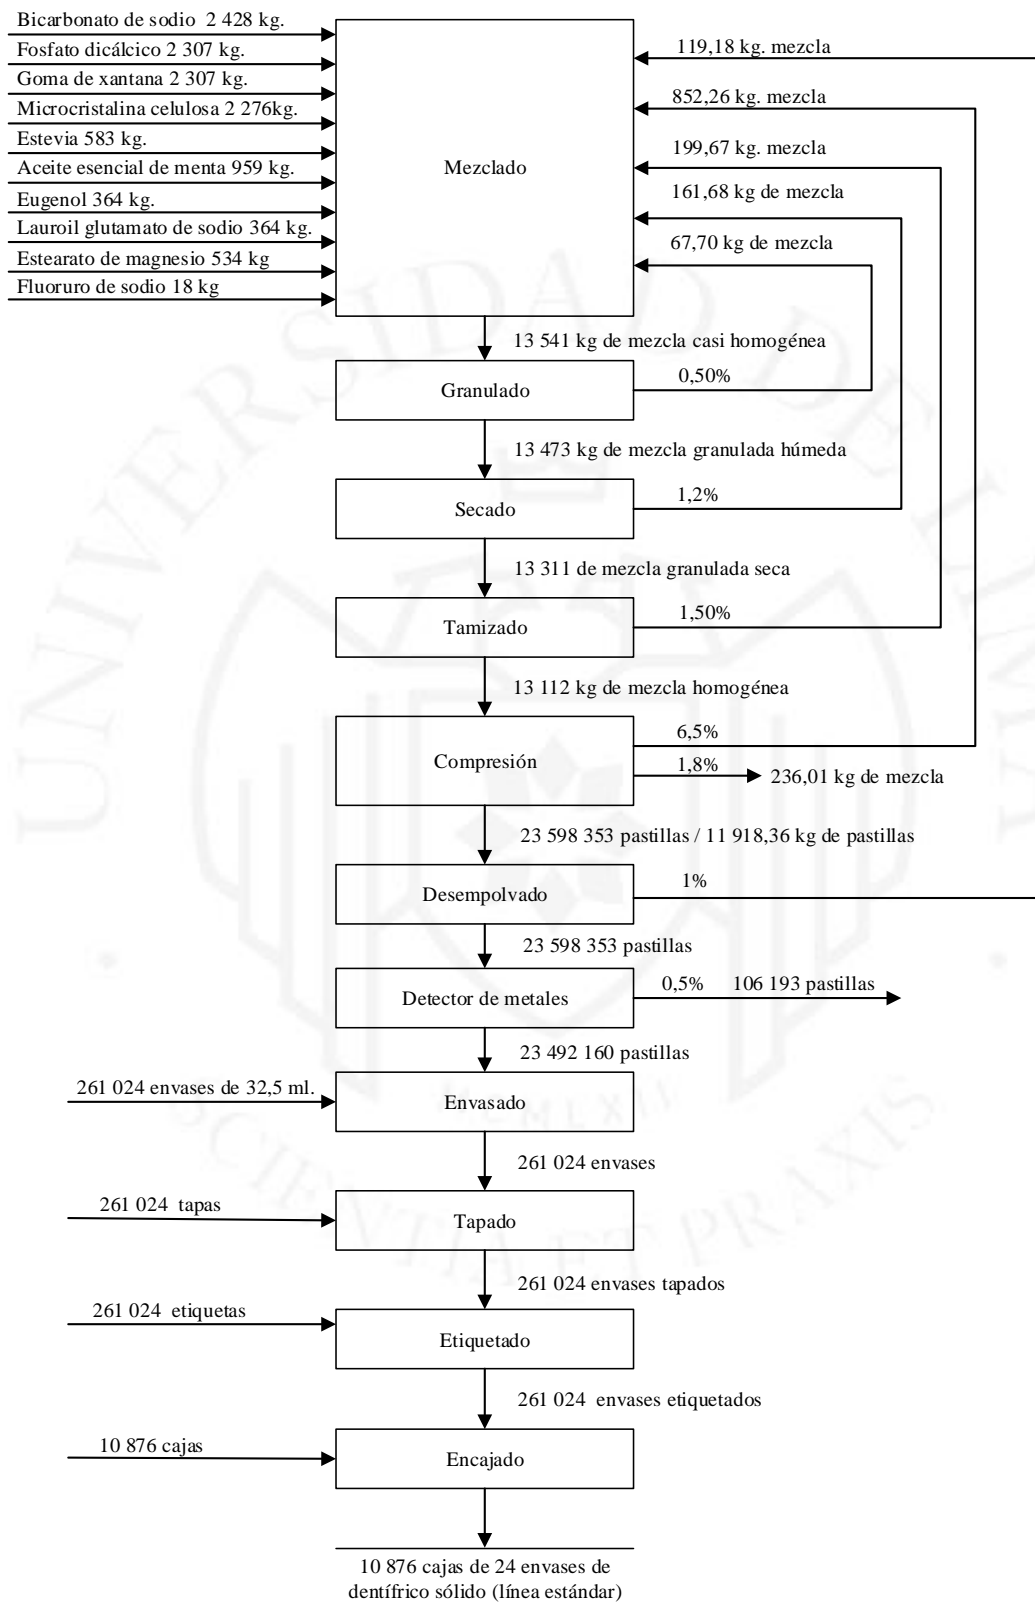 Bicarbonato de sodio  2 428 kg.
Fosfato dicálcico 2 307 kg.
Goma de xantana 2 307 kg.
Microcristalina celulosa 2 276kg.
Estevia 583 kg.
Aceite esencial de menta 959 kg.
Eugenol 364 kg.
Lauroil glutamato de sodio 364 kg.
Estearato de magnesio 534 kg
Fluoruro de sodio 18 kg
Mezclado
119,18 kg. mezcla
852,26 kg. mezcla
199,67 kg. mezcla
161,68 kg de mezcla
67,70 kg de mezcla
13 541 kg de mezcla casi homogénea
Granulado
0,50%
13 473 kg de mezcla granulada húmeda
Secado
1,2%
13 311 de mezcla granulada seca
Tamizado
1,50%
13 112 kg de mezcla homogénea
Compresión
6,5%
1,8%
236,01 kg de mezcla
23 598 353 pastillas / 11 918,36 kg de pastillas
Desempolvado
1%
23 598 353 pastillas
Detector de metales
0,5%
106 193 pastillas
23 492 160 pastillas
261 024 envases de 32,5 ml.
Envasado
261 024 envases
261 024  tapas
Tapado
261 024 envases tapados
261 024  etiquetas
Etiquetado
261 024  envases etiquetados
10 876 cajas
Encajado
10 876 cajas de 24 envases de
dentífrico sólido (línea estándar)
UNIVERSIDAD DE LIMA
MCMLXII
SCIENTIA ET PRAXIS